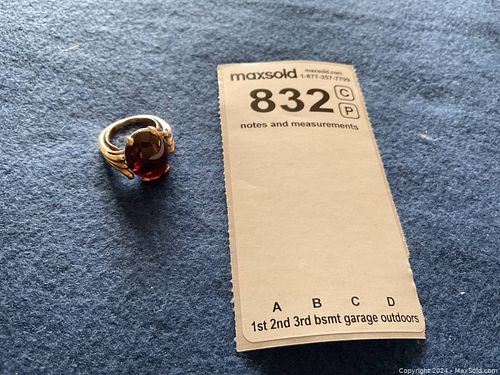 maxsold
maxsold.com
1-877-257-7799
832
C
P
notes and measurements
A B C D
1st 2nd 3rd bsmt garage outdoors
Copyright 2024 - MaxSold.com